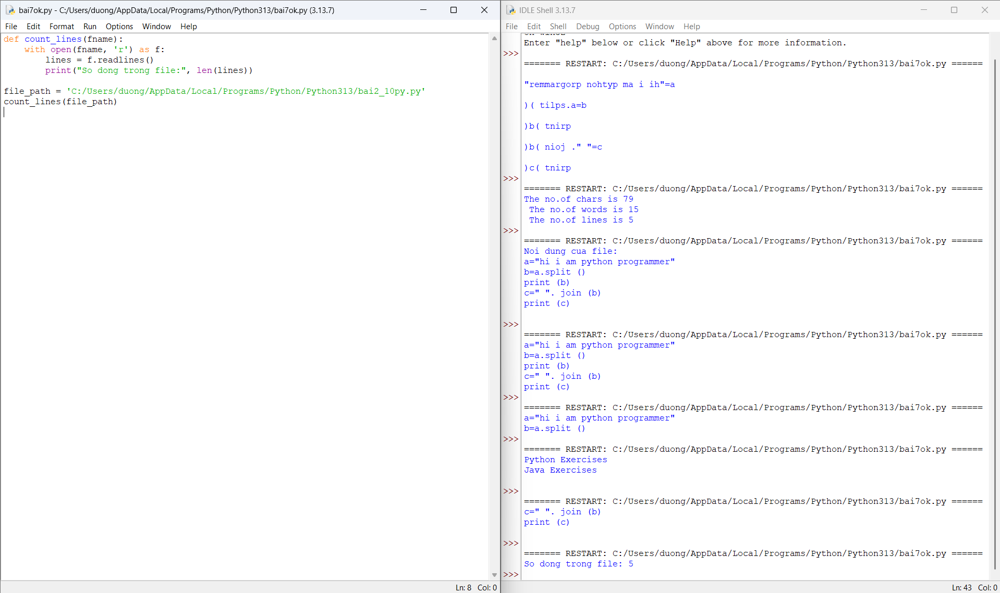 bai7ok.py - C:/Users/duong/AppData/Local/Programs/Python/Python313/bai7ok.py (3.13.7)
File Edit Format Run Options Window Help
def count_lines(fname):
    with open(fname, 'r') as f:
        lines = f.readlines()
        print("So dong trong file:", len(lines))
file_path = 'C:/Users/duong/AppData/Local/Programs/Python/Python313/bai2_10py.py'
count_lines(file_path)
Ln: 8 Col: 0
IDLE Shell 3.13.7
File Edit Shell Debug Options Window Help
on win32
Enter "help" below or click "Help" above for more information.
>>>
======= RESTART: C:/Users/duong/AppData/Local/Programs/Python/Python313/bai7ok.py ======
"remmargorp nohtyp ma i ih"=a
)( tilps.a=b
)b( tnirp
)b( nioj ." "=c
)c( tnirp
>>>
======= RESTART: C:/Users/duong/AppData/Local/Programs/Python/Python313/bai7ok.py ======
The no.of chars is 79
 The no.of words is 15
 The no.of lines is 5
>>>
======= RESTART: C:/Users/duong/AppData/Local/Programs/Python/Python313/bai7ok.py ======
Noi dung cua file:
a="hi i am python programmer"
b=a.split ()
print (b)
c=" ". join (b)
print (c)
>>>
======= RESTART: C:/Users/duong/AppData/Local/Programs/Python/Python313/bai7ok.py ======
a="hi i am python programmer"
b=a.split ()
print (b)
c=" ". join (b)
print (c)
>>>
======= RESTART: C:/Users/duong/AppData/Local/Programs/Python/Python313/bai7ok.py ======
a="hi i am python programmer"
b=a.split ()
>>>
======= RESTART: C:/Users/duong/AppData/Local/Programs/Python/Python313/bai7ok.py ======
Python Exercises
Java Exercises
>>>
======= RESTART: C:/Users/duong/AppData/Local/Programs/Python/Python313/bai7ok.py ======
c=" ". join (b)
print (c)
>>>
======= RESTART: C:/Users/duong/AppData/Local/Programs/Python/Python313/bai7ok.py ======
So dong trong file: 5
>>>
Ln: 43 Col: 0